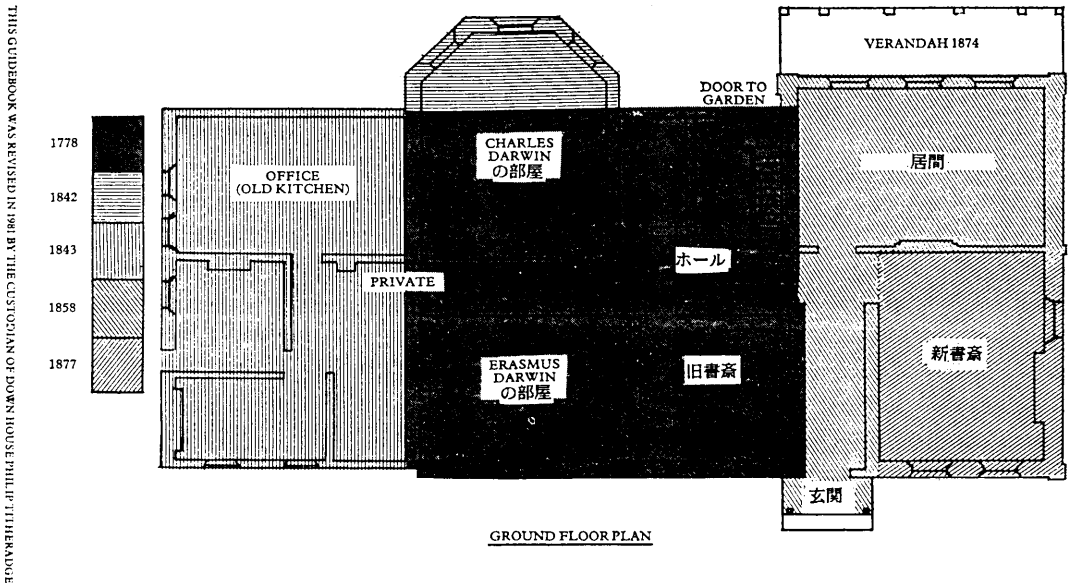 THIS GUIDEBOOK WAS REVISED IN 1981 BY THE CUSTODIAN OF DOWN HOUSE PHILIP TITHERADGE
1778
1842
1843
1858
1877
VERANDAH 1874
DOOR TO
GARDEN
CHARLES
DARWIN
の部屋
OFFICE
(OLD KITCHEN)
居間
ホール
PRIVATE
ERASMUS
DARWIN
の部屋
旧書斎
新書斎
玄関
GROUND FLOOR PLAN